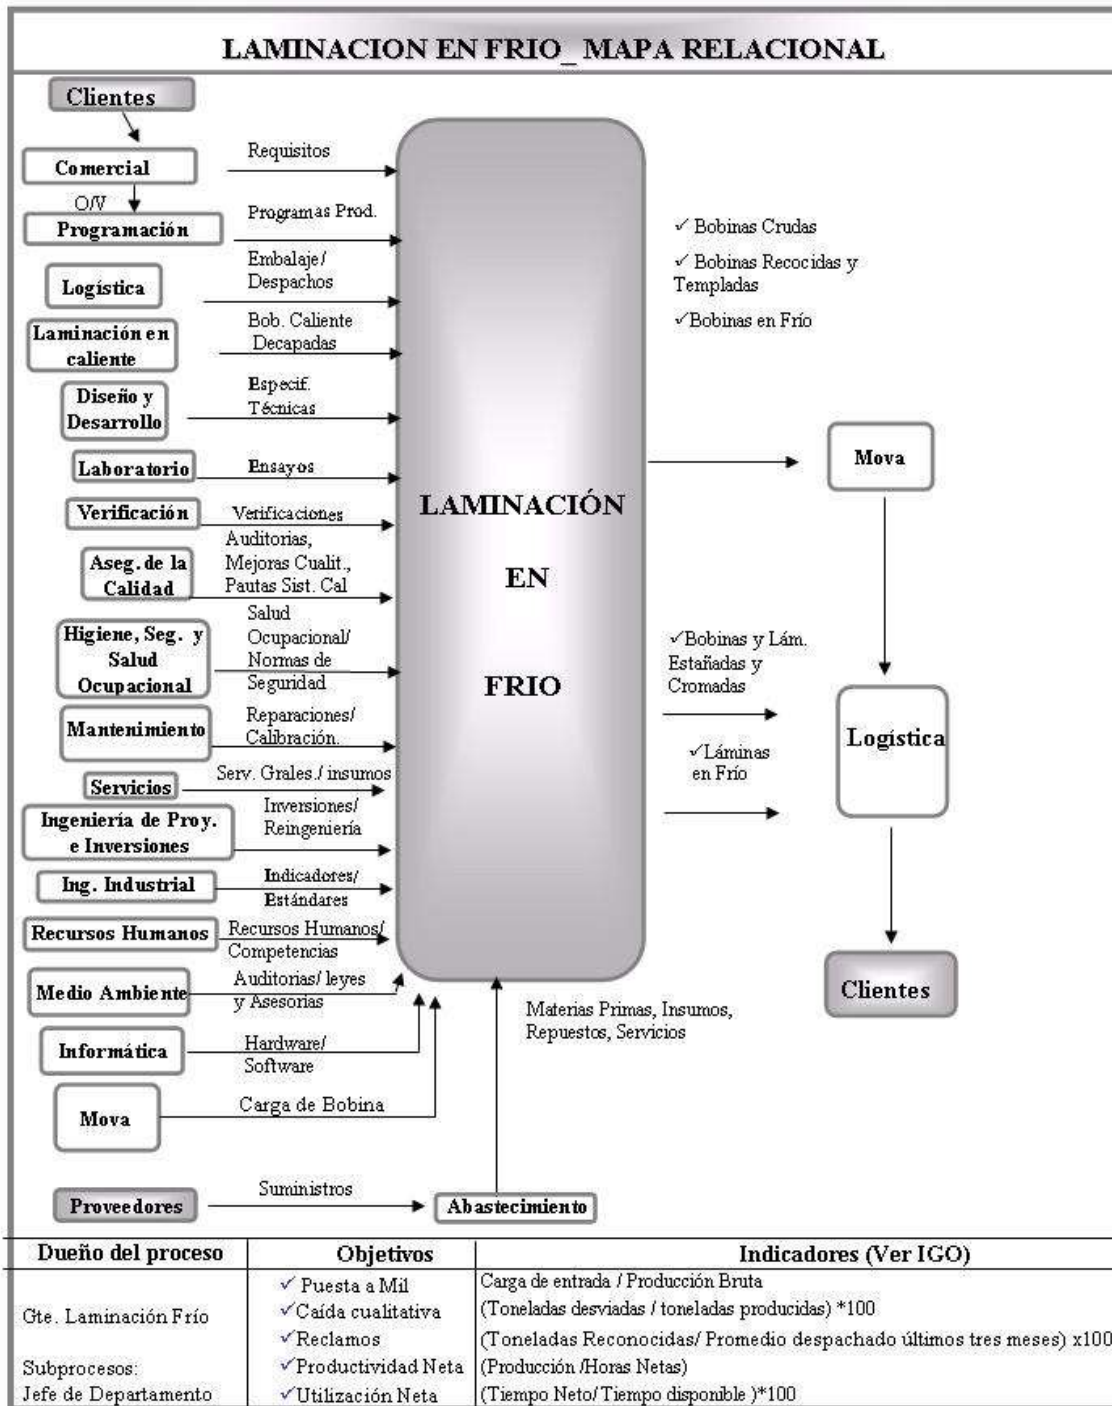 LAMINACION EN FRIO_ MAPA RELACIONAL
Clientes
Comercial
Requisitos
O/V
Programación
Programas Prod.
Logística
Embalaje/
Despachos
Laminación en
caliente
Bob. Caliente
Decapadas
Diseño y
Desarrollo
Especif.
Técnicas
Laboratorio
Ensayos
Verificación
Verificaciones
Aseg. de la
Calidad
Auditorias,
Mejoras Cualit.,
Pautas Sist. Cal
Higiene, Seg. y
Salud
Ocupacional
Salud
Ocupacional/
Normas de
Seguridad
Mantenimiento
Reparaciones/
Calibración.
Servicios
Serv. Grales./ insumos
Ingeniería de Proy.
e Inversiones
Inversiones/
Reingeniería
Ing. Industrial
Indicadores/
Estándares
Recursos Humanos
Recursos Humanos/
Competencias
Medio Ambiente
Auditorias/ leyes
y Asesorias
Informática
Hardware/
Software
Mova
Carga de Bobina
Proveedores
Suministros
Abastecimiento
Materias Primas, Insumos,
Repuestos, Servicios
LAMINACIÓN
EN
FRIO
✓ Bobinas Crudas
✓ Bobinas Recocidas y
Templadas
✓Bobinas en Frío
Mova
✓Bobinas y Lám.
Estañadas y
Cromadas
✓Láminas
en Frío
Logística
Clientes
Dueño del proceso
Objetivos
Indicadores (Ver IGO)
Gte. Laminación Frío
Subprocesos:
Jefe de Departamento
✓ Puesta a Mil
Carga de entrada / Producción Bruta
✓Caída cualitativa
(Toneladas desviadas / toneladas producidas) *100
✓Reclamos
(Toneladas Reconocidas/ Promedio despachado últimos tres meses) x100
✓Productividad Neta
(Producción /Horas Netas)
✓Utilización Neta
(Tiempo Neto/ Tiempo disponible )*100